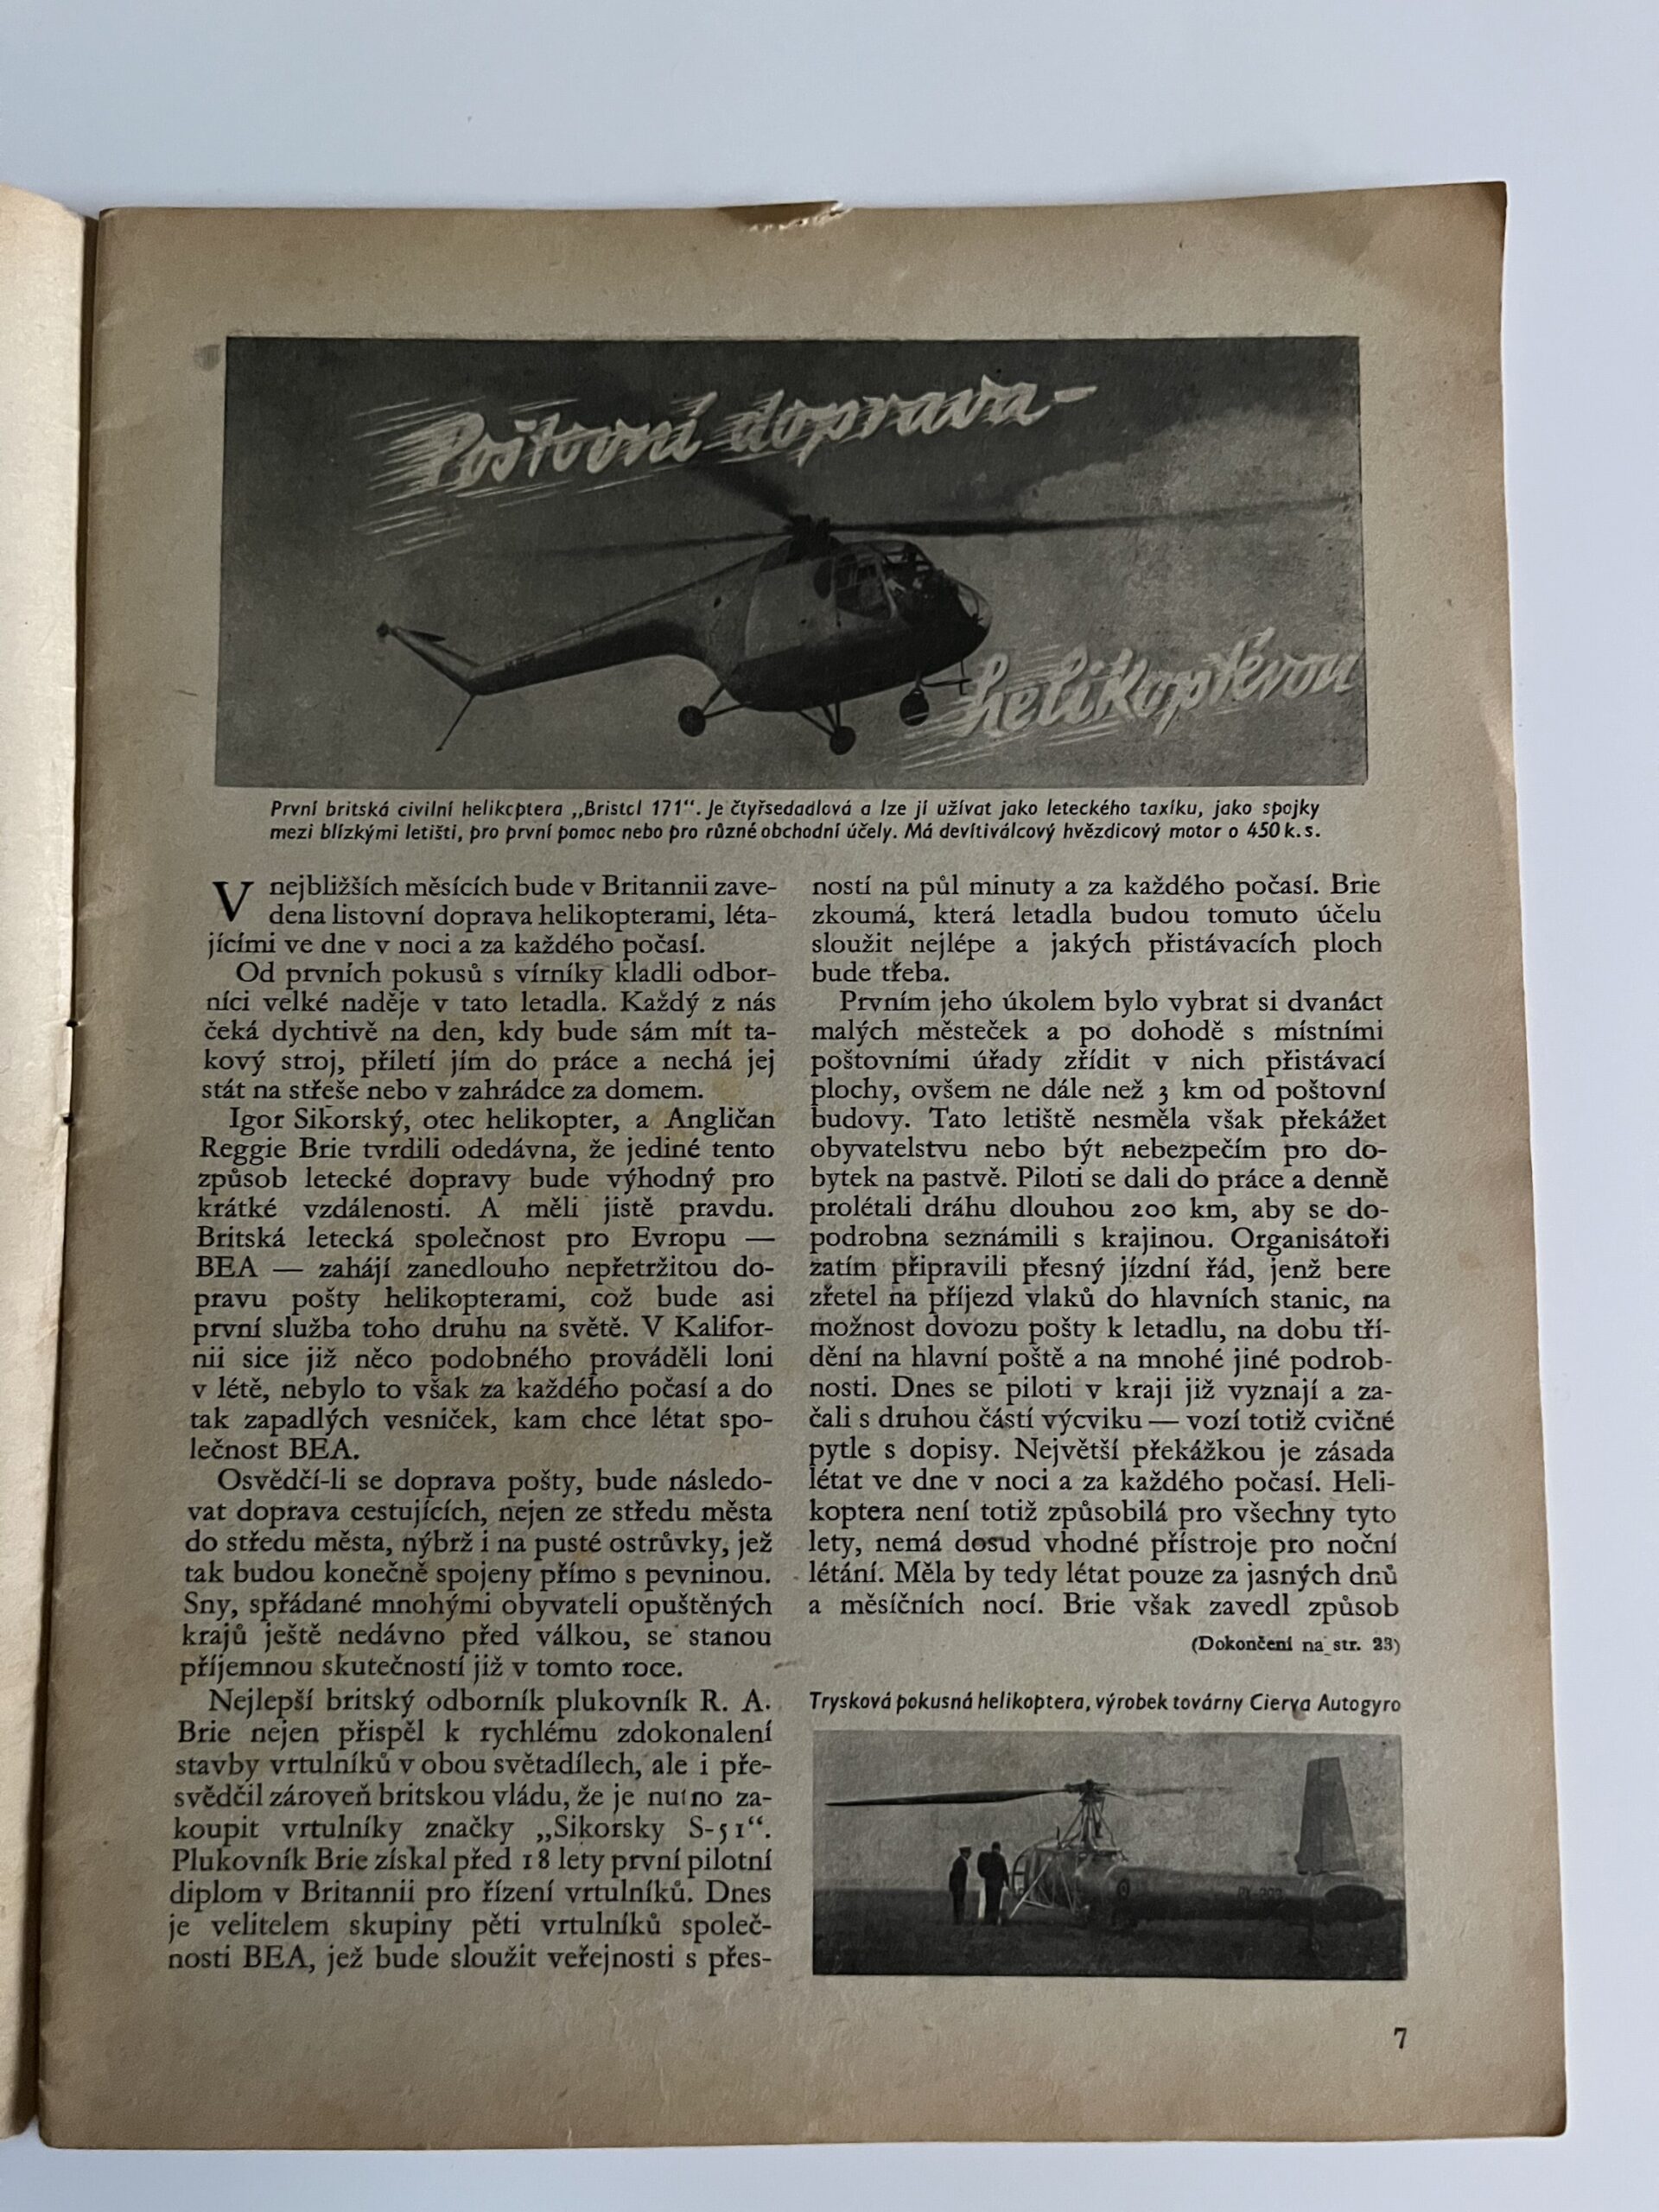 Poštovní doprava-
helikoptérou
První britská civilní helikoptera „Bristol 171“. Je čtyřsedadlová a lze jí užívat jako leteckého taxíku, jako spojky
mezi blízkými letišti, pro první pomoc nebo pro různé obchodní účely. Má devítiválcový hvězdicový motor o 450 k. s.
V nejbližších měsících bude v Britannii zave-
dena listovní doprava helikopterami, léta-
jícími ve dne v noci a za každého počasí.
Od prvních pokusů s vírníky kladli odbor-
níci velké naděje v tato letadla. Každý z nás
čeká dychtivě na den, kdy bude sám mít ta-
kový stroj, přiletí jím do práce a nechá jej
stát na střeše nebo v zahrádce za domem.
Igor Sikorský, otec helikopter, a Angličan
Reggie Brie tvrdili odedávna, že jediné tento
způsob letecké dopravy bude výhodný pro
krátké vzdálenosti. A měli jistě pravdu.
Britská letecká společnost pro Evropu —
BEA — zahájí zanedlouho nepřetržitou do-
pravu pošty helikopterami, což bude asi
první služba toho druhu na světě. V Kalifor-
nii sice již něco podobného prováděli loni
v létě, nebylo to však za každého počasí a do
tak zapadlých vesniček, kam chce létat spo-
lečnost BEA.
Osvědčí-li se doprava pošty, bude následo-
vat doprava cestujících, nejen ze středu města
do středu města, nýbrž i na pusté ostrůvky, jež
tak budou konečně spojeny přímo s pevninou.
Sny, spřádané mnohými obyvateli opuštěných
krajů ještě nedávno před válkou, se stanou
příjemnou skutečností již v tomto roce.
Nejlepší britský odborník plukovník R. A.
Brie nejen přispěl k rychlému zdokonalení
stavby vrtulníků v obou světadílech, ale i pře-
svědčil zároveň britskou vládu, že je nutno za-
koupit vrtulníky značky „Sikorsky S-51“.
Plukovník Brie získal před 18 lety první pilotní
diplom v Britannii pro řízení vrtulníků. Dnes
je velitelem skupiny pěti vrtulníků společ-
nosti BEA, jež bude sloužit veřejnosti s přes-
ností na půl minuty a za každého počasí. Brie
zkoumá, která letadla budou tomuto účelu
sloužit nejlépe a jakých přistávacích ploch
bude třeba.
Prvním jeho úkolem bylo vybrat si dvanáct
malých městeček a po dohodě s místními
poštovními úřady zřídit v nich přistávací
plochy, ovšem ne dále než 3 km od poštovní
budovy. Tato letiště nesměla však překážet
obyvatelstvu nebo být nebezpečím pro do-
bytek na pastvě. Piloti se dali do práce a denně
prolétali dráhu dlouhou 200 km, aby se do-
podrobna seznámili s krajinou. Organisátoři
zatím připravili přesný jízdní řád, jenž bere
zřetel na příjezd vlaků do hlavních stanic, na
možnost dovozu pošty k letadlu, na dobu tří-
dění na hlavní poště a na mnohé jiné podrob-
nosti. Dnes se piloti v kraji již vyznají a za-
čali s druhou částí výcviku — vozí totiž cvičné
pytle s dopisy. Největší překážkou je zásada
létat ve dne v noci a za každého počasí. Heli-
koptera není totiž způsobilá pro všechny tyto
lety, nemá dosud vhodné přístroje pro noční
létání. Měla by tedy létat pouze za jasných dnů
a měsíčních nocí. Brie však zavedl způsob
(Dokončení na str. 23)
Trysková pokusná helikoptera, výrobek továrny Cierva Autogyro
7